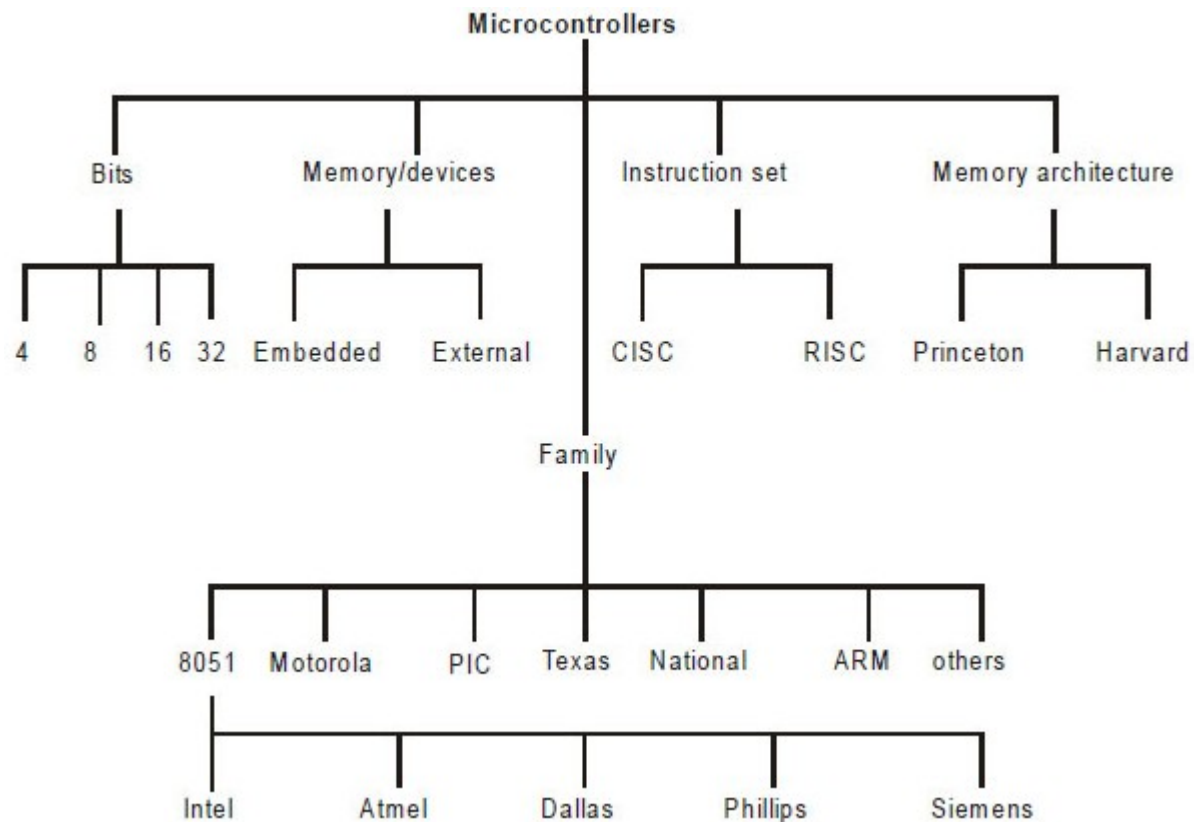 Microcontrollers
Bits Memory/devices Instruction set Memory architecture
4 8 16 32 Embedded External CISC RISC Princeton Harvard
Family
8051 Motorola PIC Texas National ARM others
Intel Atmel Dallas Phillips Siemens